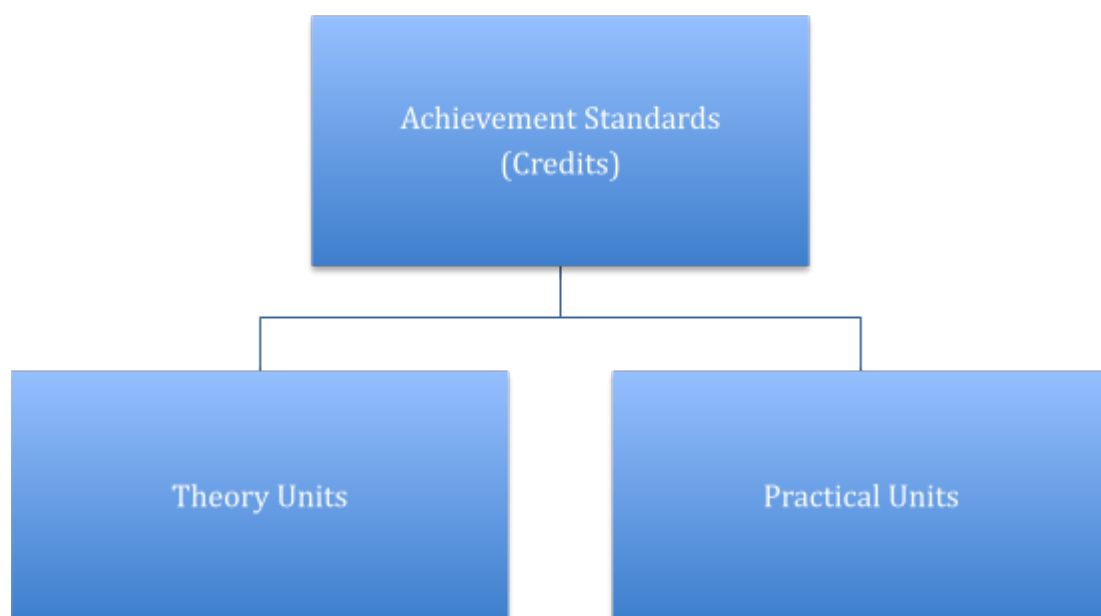 Achievement Standards
(Credits)
Theory Units
Practical Units